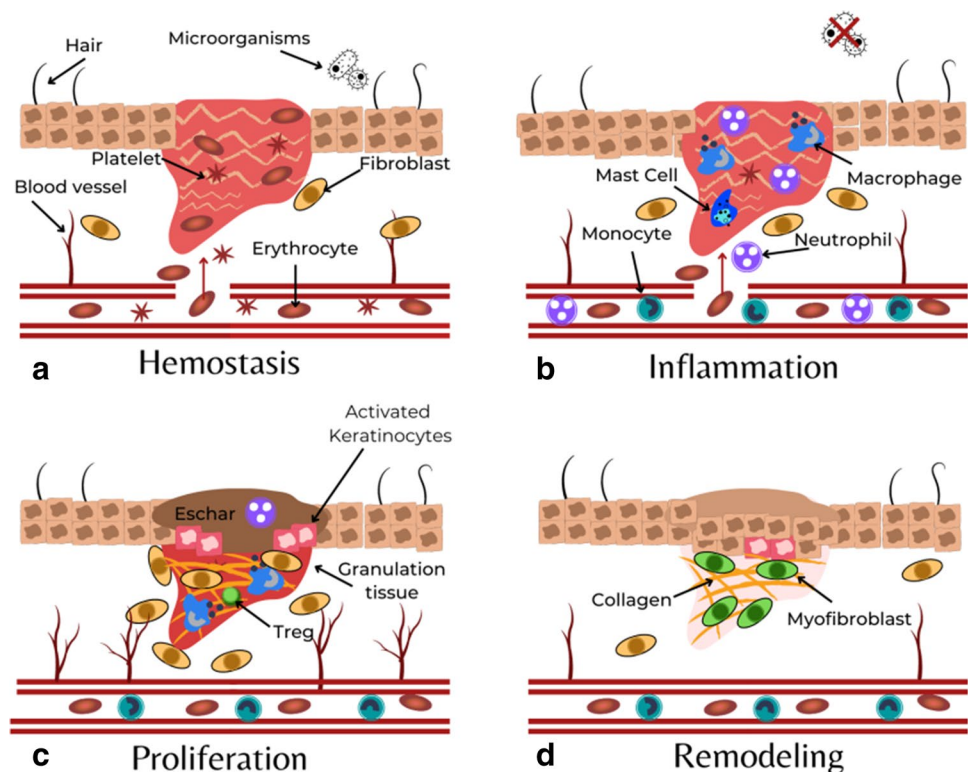 Hair
Microorganisms
Platelet
Fibroblast
Blood vessel
Erythrocyte
a
Hemostasis
Mast Cell
Macrophage
Monocyte
Neutrophil
b
Inflammation
Activated
Keratinocytes
Eschar
Granulation
tissue
Treg
c
Proliferation
Collagen
Myofibroblast
d
Remodeling